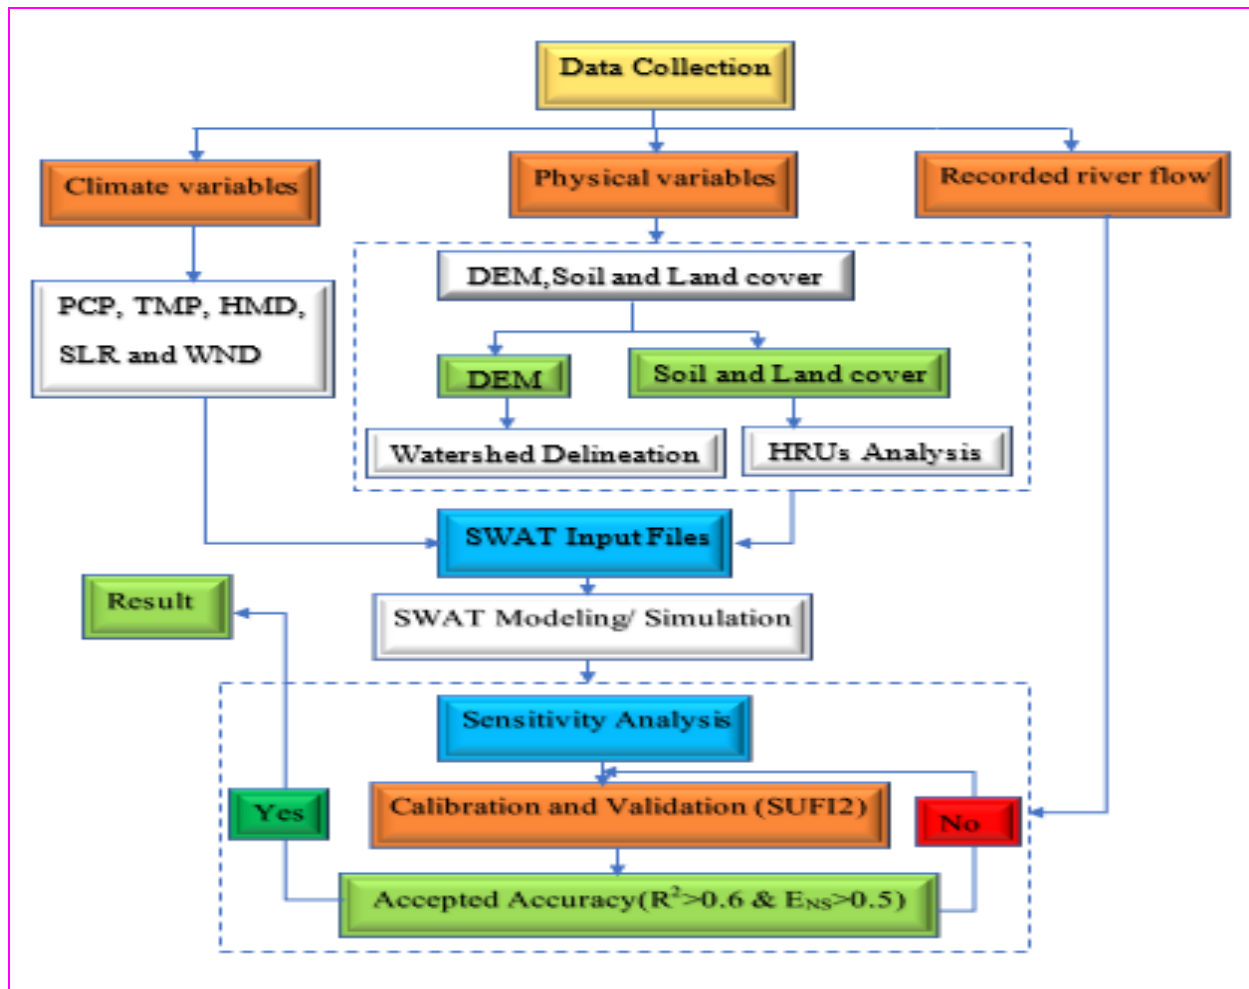 Data Collection
Climate variables
Physical variables
Recorded river flow
PCP, TMP, HMD,
SLR and WND
DEM,Soil and Land cover
DEM
Soil and Land cover
Watershed Delineation
HRUs Analysis
SWAT Input Files
Result
SWAT Modeling/ Simulation
Sensitivity Analysis
Yes
Calibration and Validation (SUFI2)
No
Accepted Accuracy(R²>0.6 & E_NS>0.5)